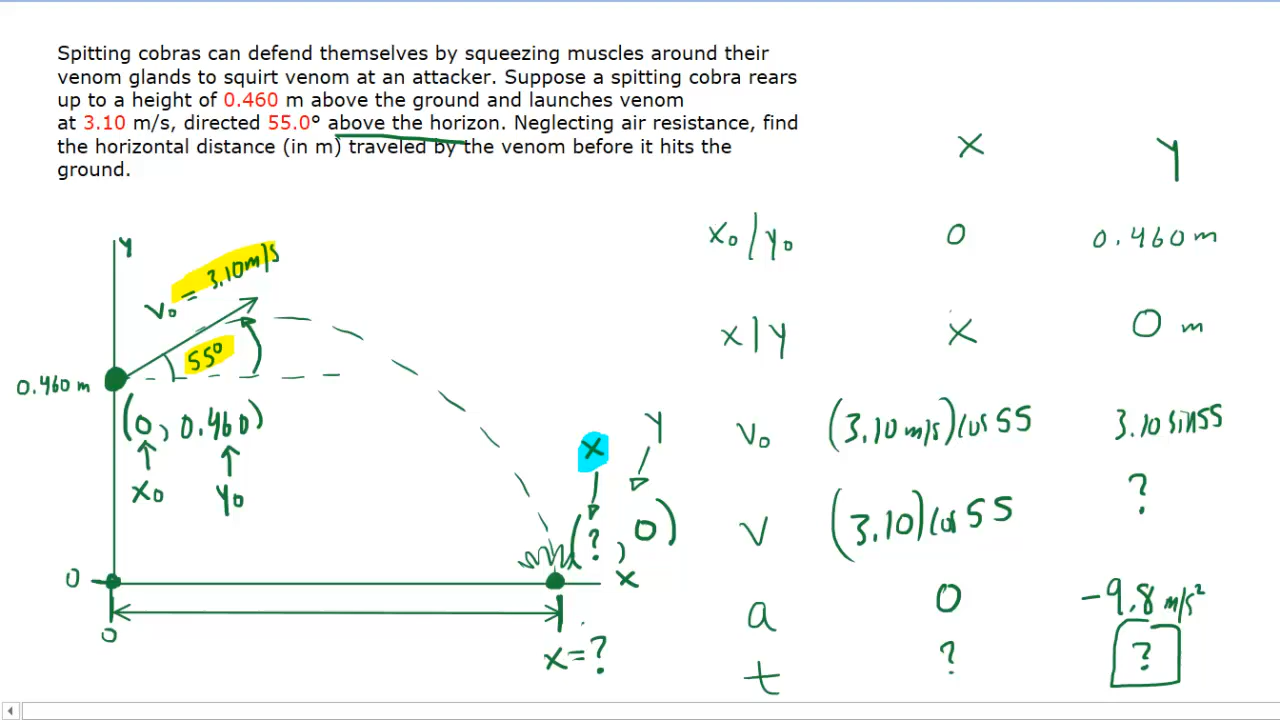 Spitting cobras can defend themselves by squeezing muscles around their
venom glands to squirt venom at an attacker. Suppose a spitting cobra rears
up to a height of 0.460 m above the ground and launches venom
at 3.10 m/s, directed 55.0° above the horizon. Neglecting air resistance, find
the horizontal distance (in m) traveled by the venom before it hits the
ground.
x y
x₀/y₀ 0 0.460 m
x/y x 0 m
v₀ (3.10 m/s) cos 55 3.10 sin 55
v (3.10) cos 55 ?
a 0 -9.8 m/s²
t ? ?
y
v₀ = 3.10 m/s
55°
0.460 m
(0, 0.460)
x₀ y₀
x y
(?, 0)
0 x
0
x = ?